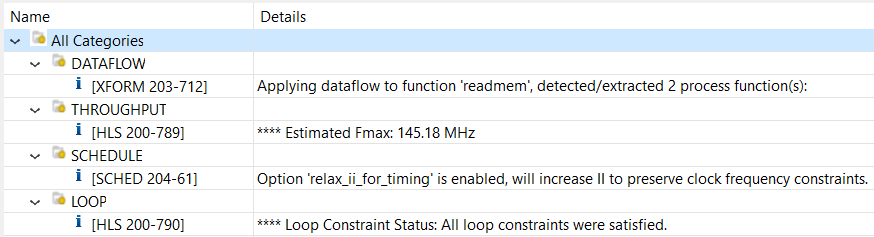 Name Details
All Categories
DATAFLOW
[XFORM 203-712] Applying dataflow to function 'readmem', detected/extracted 2 process function(s):
THROUGHPUT
[HLS 200-789] **** Estimated Fmax: 145.18 MHz
SCHEDULE
[SCHED 204-61] Option 'relax_ii_for_timing' is enabled, will increase II to preserve clock frequency constraints.
LOOP
[HLS 200-790] **** Loop Constraint Status: All loop constraints were satisfied.